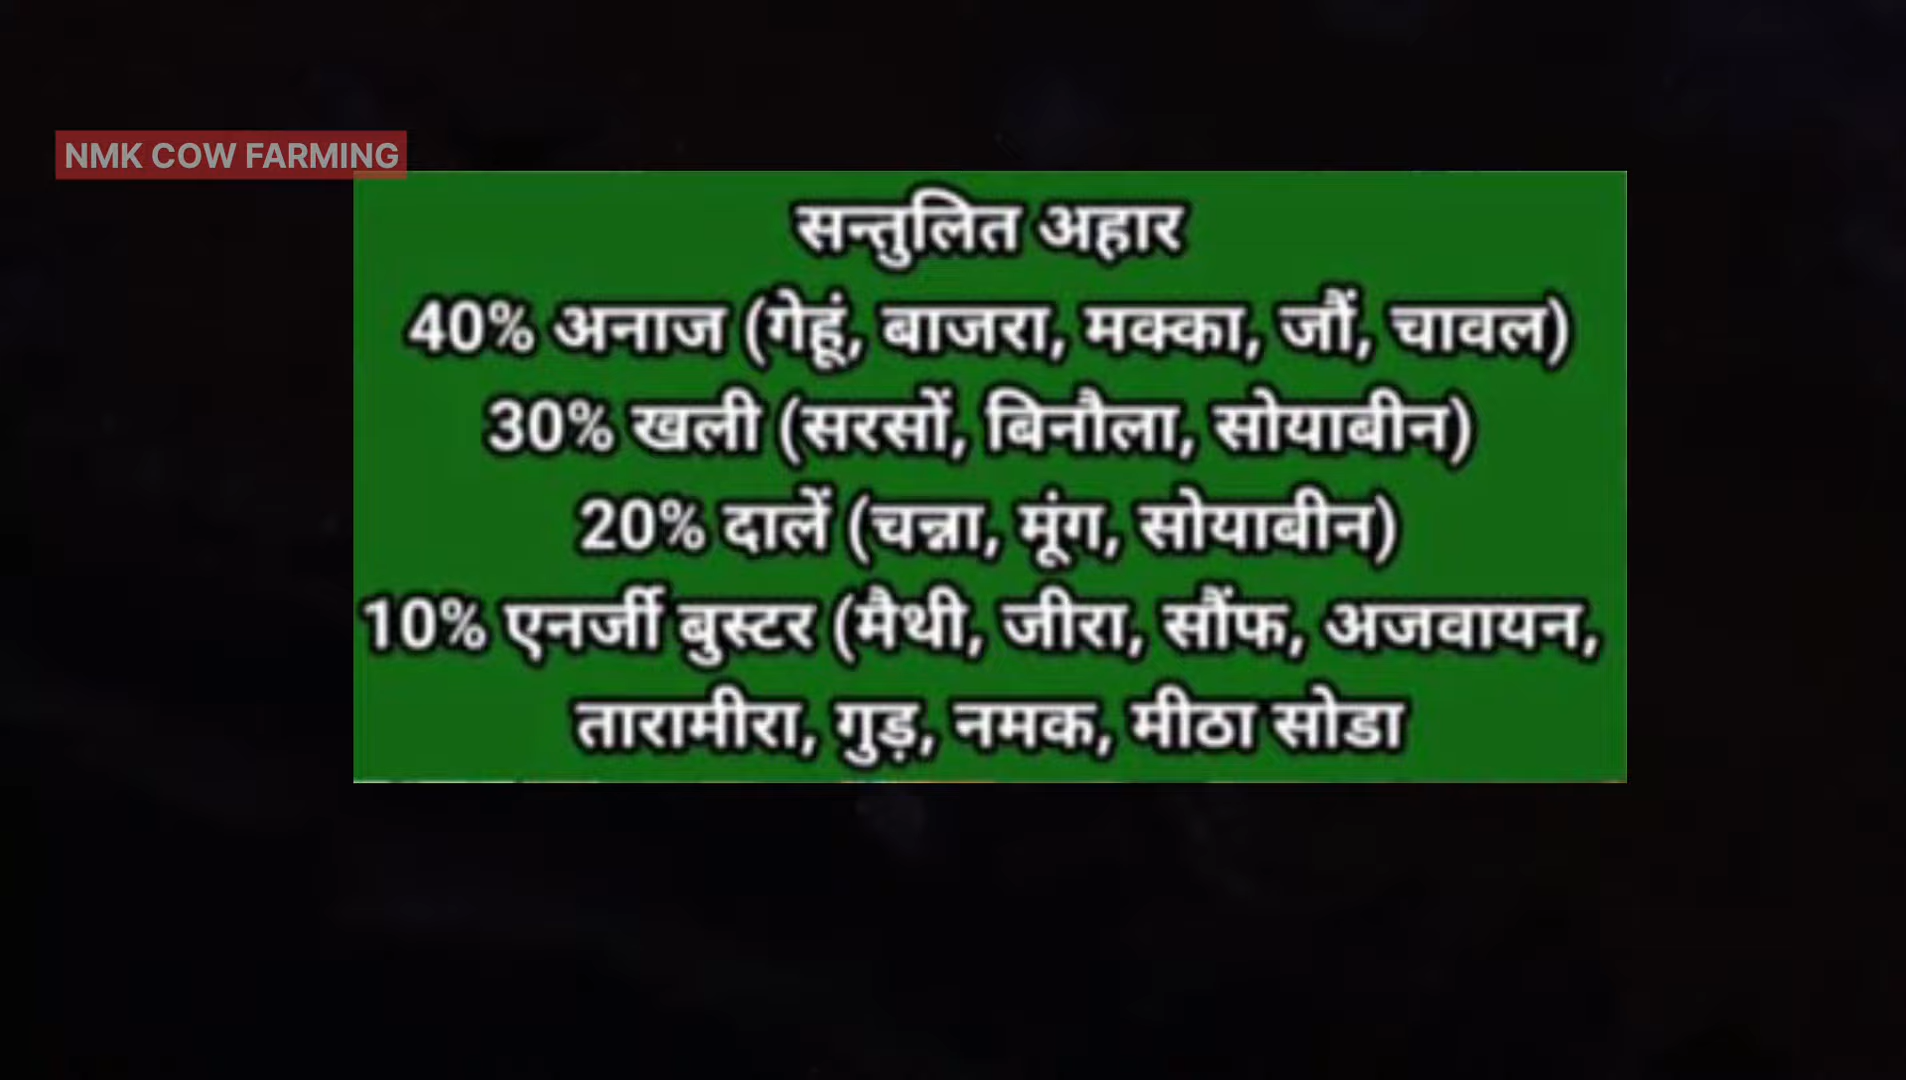 NMK COW FARMING
सन्तुलित अहार
40% अनाज (गेहूं, बाजरा, मक्का, जौं, चावल)
30% खली (सरसों, बिनौला, सोयाबीन)
20% दालें (चन्ना, मूंग, सोयाबीन)
10% एनर्जी बुस्टर (मैथी, जीरा, सौंफ, अजवायन,
तारामीरा, गुड़, नमक, मीठा सोडा